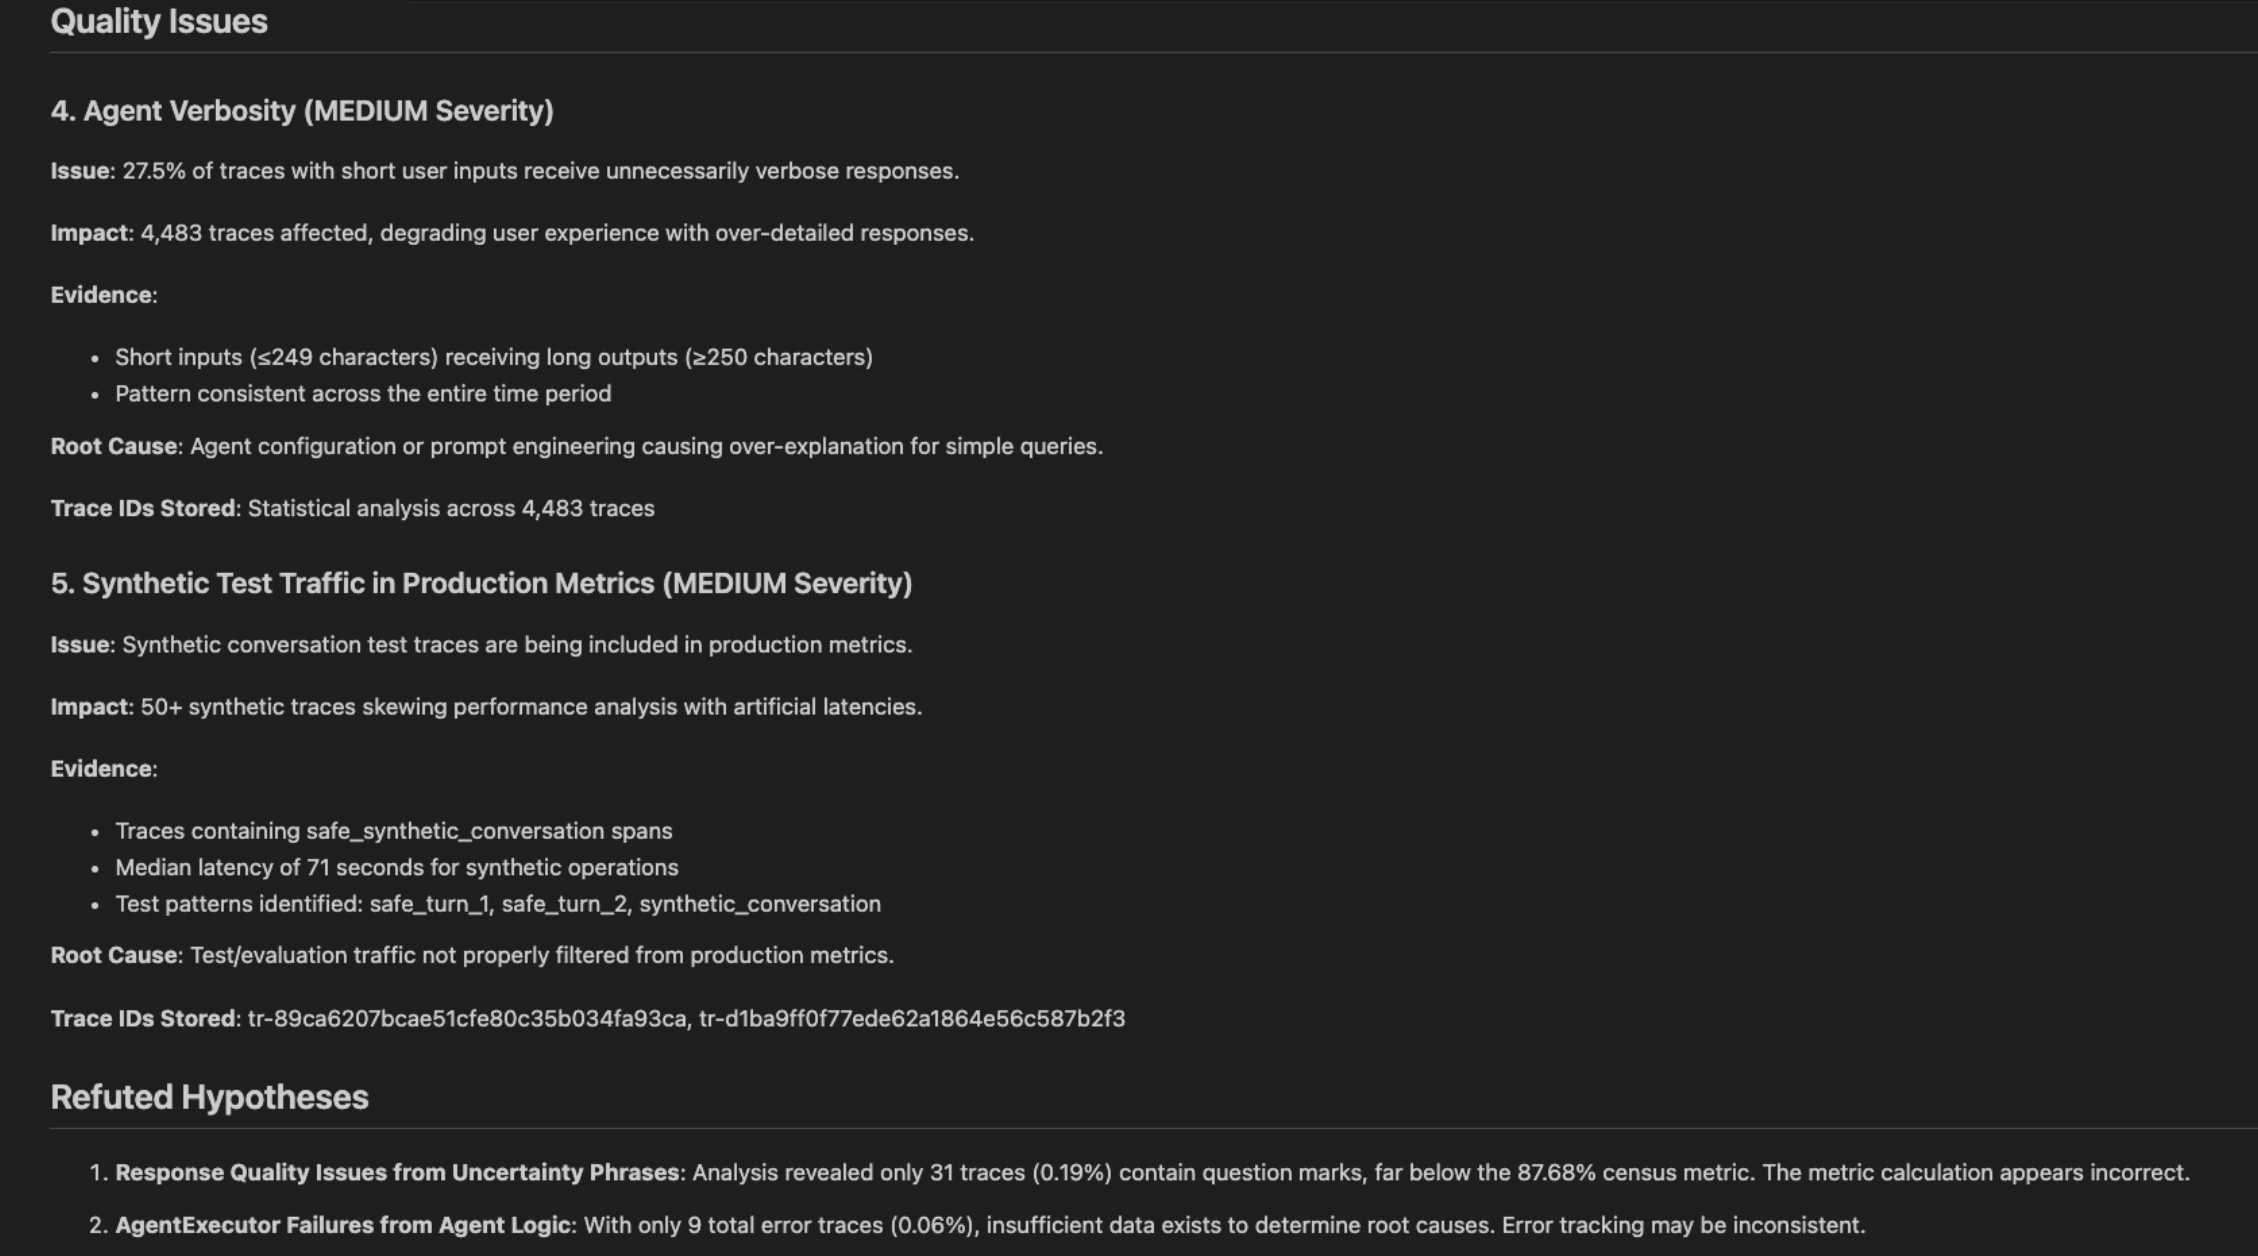 Quality Issues
4. Agent Verbosity (MEDIUM Severity)
Issue: 27.5% of traces with short user inputs receive unnecessarily verbose responses.
Impact: 4,483 traces affected, degrading user experience with over-detailed responses.
Evidence:
• Short inputs (≤249 characters) receiving long outputs (≥250 characters)
• Pattern consistent across the entire time period
Root Cause: Agent configuration or prompt engineering causing over-explanation for simple queries.
Trace IDs Stored: Statistical analysis across 4,483 traces
5. Synthetic Test Traffic in Production Metrics (MEDIUM Severity)
Issue: Synthetic conversation test traces are being included in production metrics.
Impact: 50+ synthetic traces skewing performance analysis with artificial latencies.
Evidence:
• Traces containing safe_synthetic_conversation spans
• Median latency of 71 seconds for synthetic operations
• Test patterns identified: safe_turn_1, safe_turn_2, synthetic_conversation
Root Cause: Test/evaluation traffic not properly filtered from production metrics.
Trace IDs Stored: tr-89ca6207bcae51cfe80c35b034fa93ca, tr-d1ba9ff0f77ede62a1864e56c587b2f3
Refuted Hypotheses
1. Response Quality Issues from Uncertainty Phrases: Analysis revealed only 31 traces (0.19%) contain question marks, far below the 87.68% census metric. The metric calculation appears incorrect.
2. AgentExecutor Failures from Agent Logic: With only 9 total error traces (0.06%), insufficient data exists to determine root causes. Error tracking may be inconsistent.